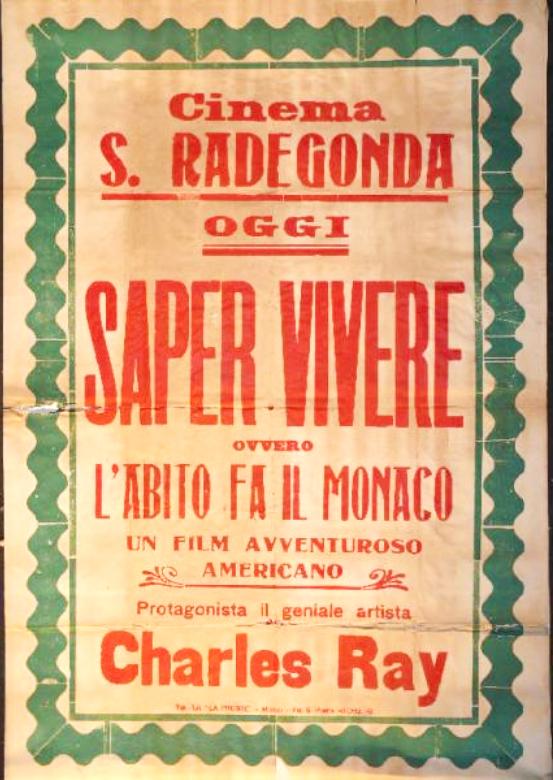 Cinema
S. RADEGONDA
OGGI
SAPER VIVERE
OVVERO
L'ABITO FA IL MONACO
UN FILM AVVENTUROSO
AMERICANO
Protagonista il geniale artista
Charles Ray